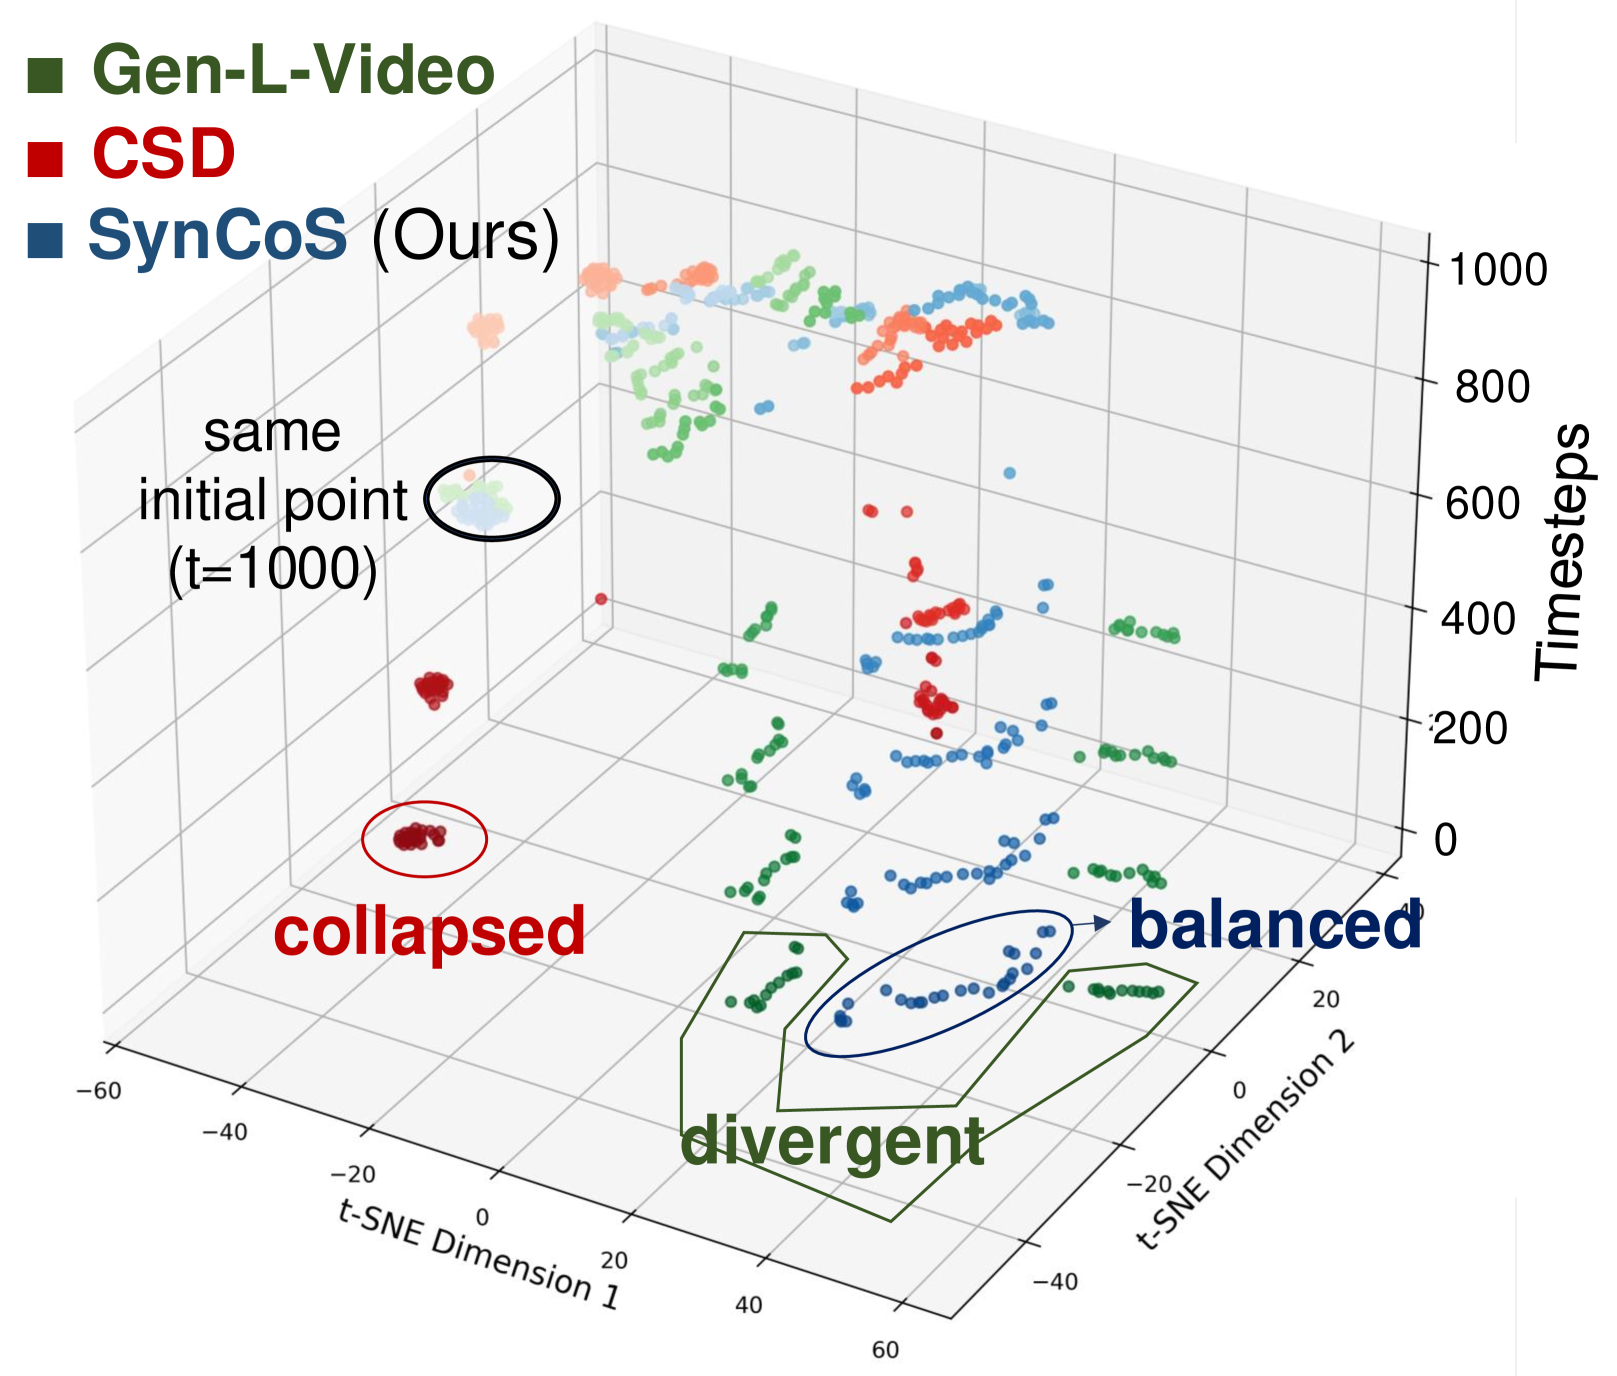 Gen-L-Video
CSD
SynCoS (Ours)
same
initial point
(t=1000)
collapsed
balanced
divergent
1000
800
600
400
200
0
Timesteps
−60
−40
−20
0
20
40
60
t-SNE Dimension 1
−40
−20
0
20
t-SNE Dimension 2